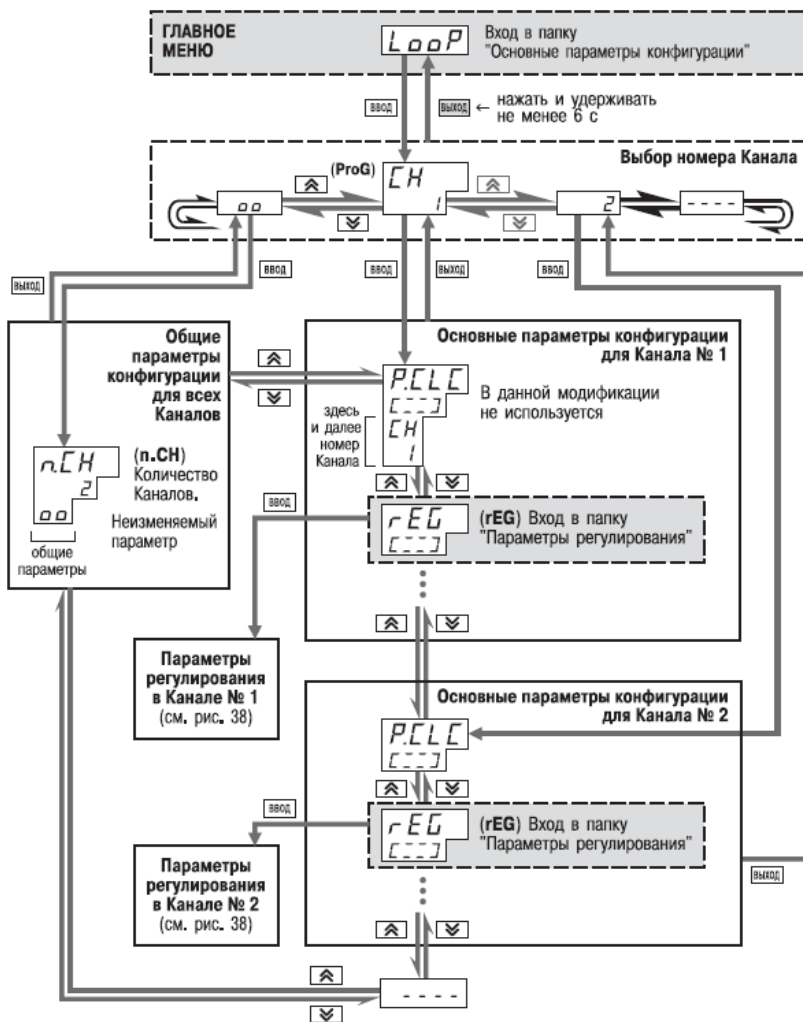 ГЛАВНОЕ
МЕНЮ
LooP
Вход в папку
"Основные параметры конфигурации"
ВВОД
ВЫХОД
← нажать и удерживать
не менее 6 с
Выбор номера Канала
(ProG)
CH
1
oo
2
----
ВЫХОД
ВВОД
ВВОД
ВЫХОД
ВВОД
Общие
параметры
конфигурации
для всех
Каналов
n.CH
2
oo
(n.CH)
Количество
Каналов.
Неизменяемый
параметр
общие
параметры
Основные параметры конфигурации
для Канала № 1
P.CLC
[---]
CH
1
В данной модификации
не используется
здесь
и далее
номер
Канала
ВВОД
rEG
[---]
(rEG) Вход в папку
"Параметры регулирования"
Параметры
регулирования
в Канале № 1
(см. рис. 38)
Основные параметры конфигурации
для Канала № 2
P.CLC
[---]
ВВОД
rEG
[---]
(rEG) Вход в папку
"Параметры регулирования"
Параметры
регулирования
в Канале № 2
(см. рис. 38)
ВЫХОД
----